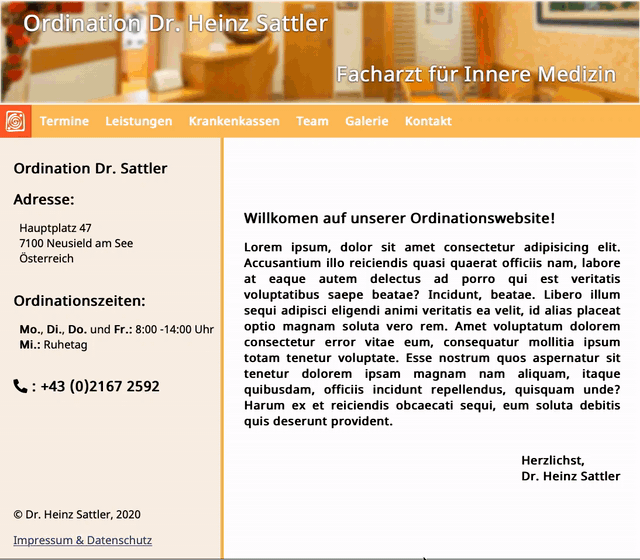 Ordination Dr. Heinz Sattler
Facharzt für Innere Medizin
Termine Leistungen Krankenkassen Team Galerie Kontakt
Ordination Dr. Sattler
Adresse:
Hauptplatz 47
7100 Neusield am See
Österreich
Ordinationszeiten:
Mo., Di., Do. und Fr.: 8:00 -14:00 Uhr
Mi.: Ruhetag
: +43 (0)2167 2592
© Dr. Heinz Sattler, 2020
Impressum & Datenschutz
Willkomen auf unserer Ordinationswebsite!
Lorem ipsum, dolor sit amet consectetur adipisicing elit.
Accusantium illo reiciendis quasi quaerat officiis nam, labore
at eaque autem delectus ad porro qui est veritatis
voluptatibus saepe beatae? Incidunt, beatae. Libero illum
sequi adipisci eligendi animi veritatis ea velit, id alias placeat
optio magnam soluta vero rem. Amet voluptatum dolorem
consectetur error vitae eum, consequatur mollitia ipsum
totam tenetur voluptate. Esse nostrum quos aspernatur sit
tenetur dolorem ipsam magnam nam aliquam, itaque
quibusdam, officiis incidunt repellendus, quisquam unde?
Harum ex et reiciendis obcaecati sequi, eum soluta debitis
quis deserunt provident.
Herzlichst,
Dr. Heinz Sattler